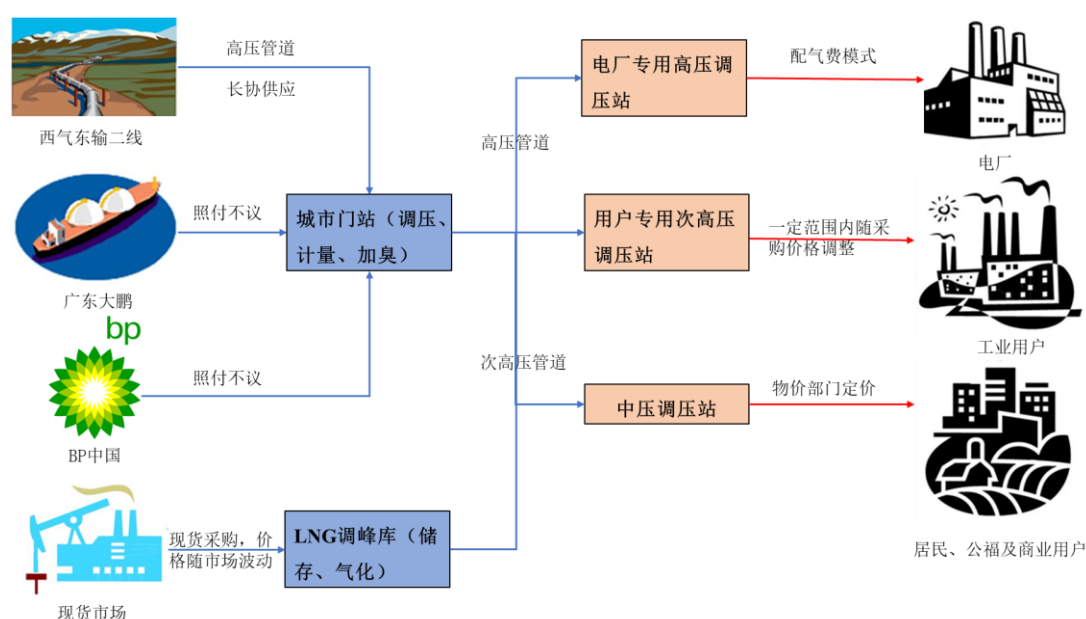 高压管道
长协供应
西气东输二线
照付不议
广东大鹏
bp
照付不议
BP中国
现货采购，价
格随市场波动
现货市场
城市门站（调压、
计量、加臭）
LNG调峰库（储
存、气化）
高压管道
次高压管道
电厂专用高压调
压站
用户专用次高压
调压站
中压调压站
配气费模式
电厂
一定范围内随采
购价格调整
工业用户
物价部门定价
居民、公福及商业用户